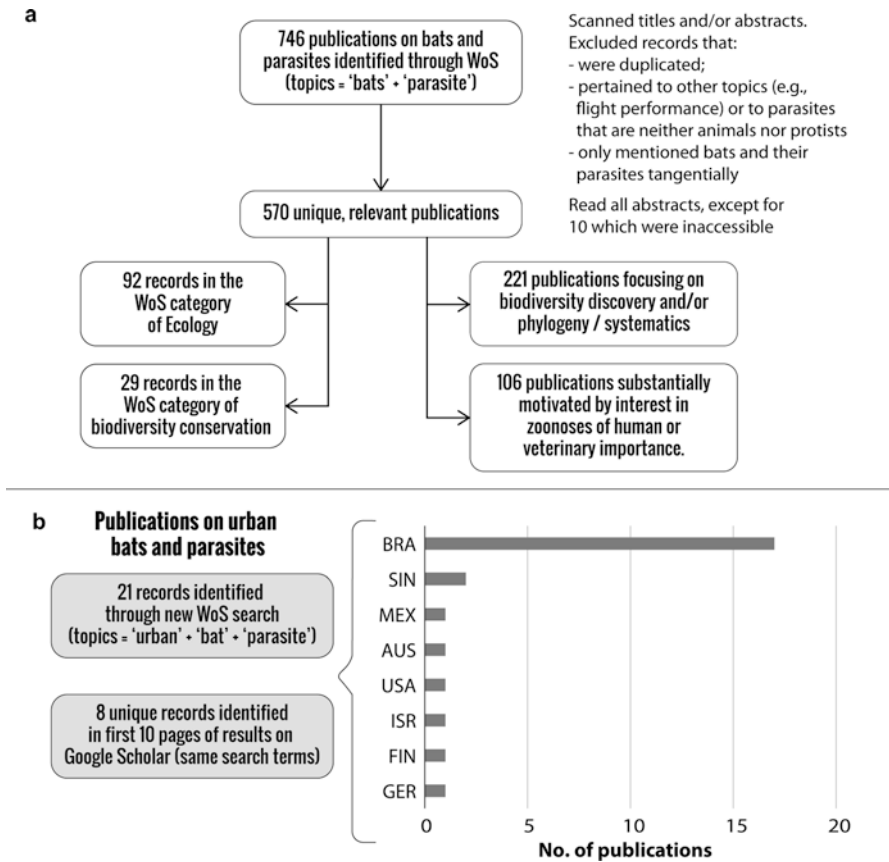 a
746 publications on bats and
parasites identified through WoS
(topics = ‘bats’ + ‘parasite’)
Scanned titles and/or abstracts.
Excluded records that:
- were duplicated;
- pertained to other topics (e.g.,
flight performance) or to parasites
that are neither animals nor protists
- only mentioned bats and their
parasites tangentially
Read all abstracts, except for
10 which were inaccessible
570 unique, relevant publications
92 records in the
WoS category
of Ecology
221 publications focusing on
biodiversity discovery and/or
phylogeny / systematics
29 records in the
WoS category of
biodiversity conservation
106 publications substantially
motivated by interest in
zoonoses of human or
veterinary importance.
b
Publications on urban
bats and parasites
21 records identified
through new WoS search
(topics = ‘urban’ + ‘bat’ + ‘parasite’)
8 unique records identified
in first 10 pages of results on
Google Scholar (same search terms)
BRA
SIN
MEX
AUS
USA
ISR
FIN
GER
0 5 10 15 20
No. of publications